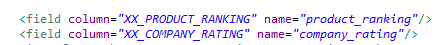 <field column="XX_PRODUCT_RANKING" name="product_ranking"/>
<field column="XX_COMPANY_RATING" name="company_rating"/>